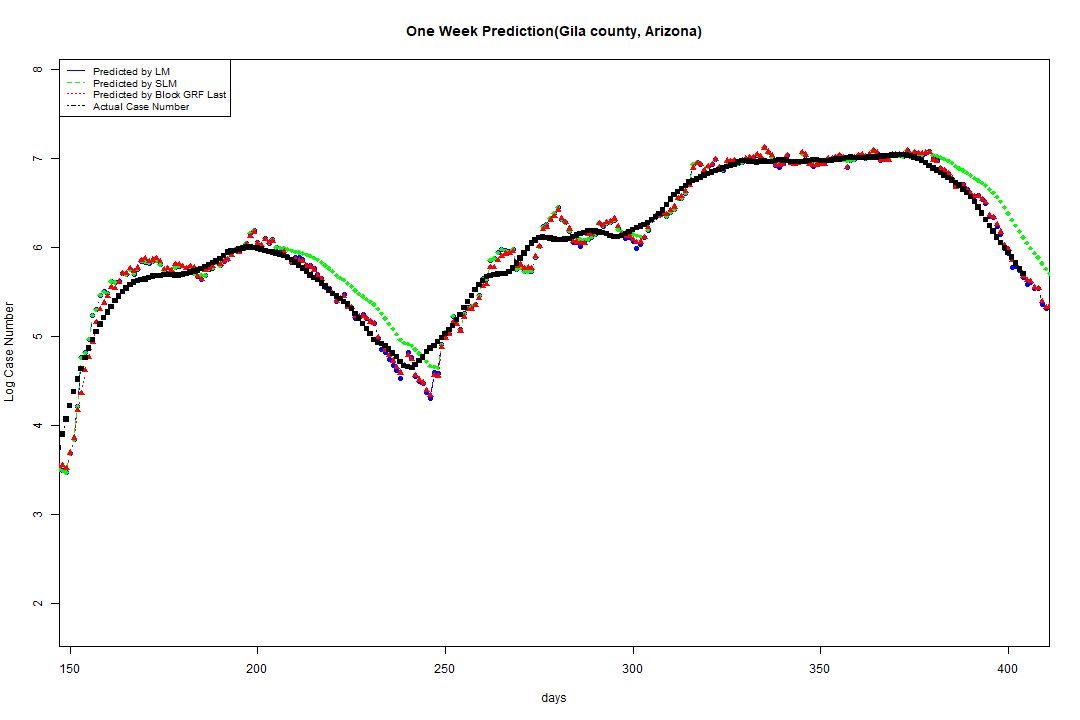 One Week Prediction(Gila county, Arizona)
Predicted by LM
Predicted by SLM
Predicted by Block GRF Last
Actual Case Number
8
7
6
5
4
3
2
Log Case Number
150 200 250 300 350 400
days